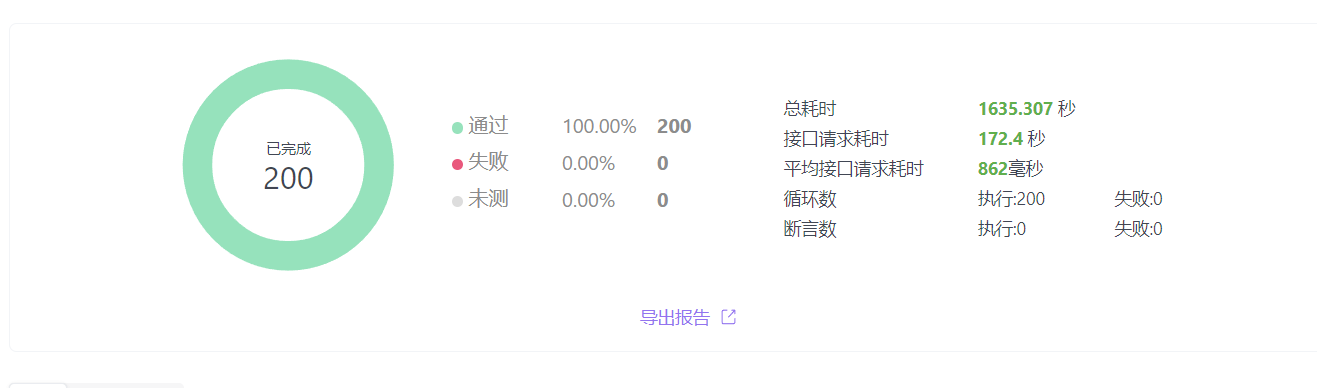 已完成
200
通过 100.00% 200
失败 0.00% 0
未测 0.00% 0
总耗时 1635.307 秒
接口请求耗时 172.4 秒
平均接口请求耗时 862毫秒
循环数 执行:200 失败:0
断言数 执行:0 失败:0
导出报告